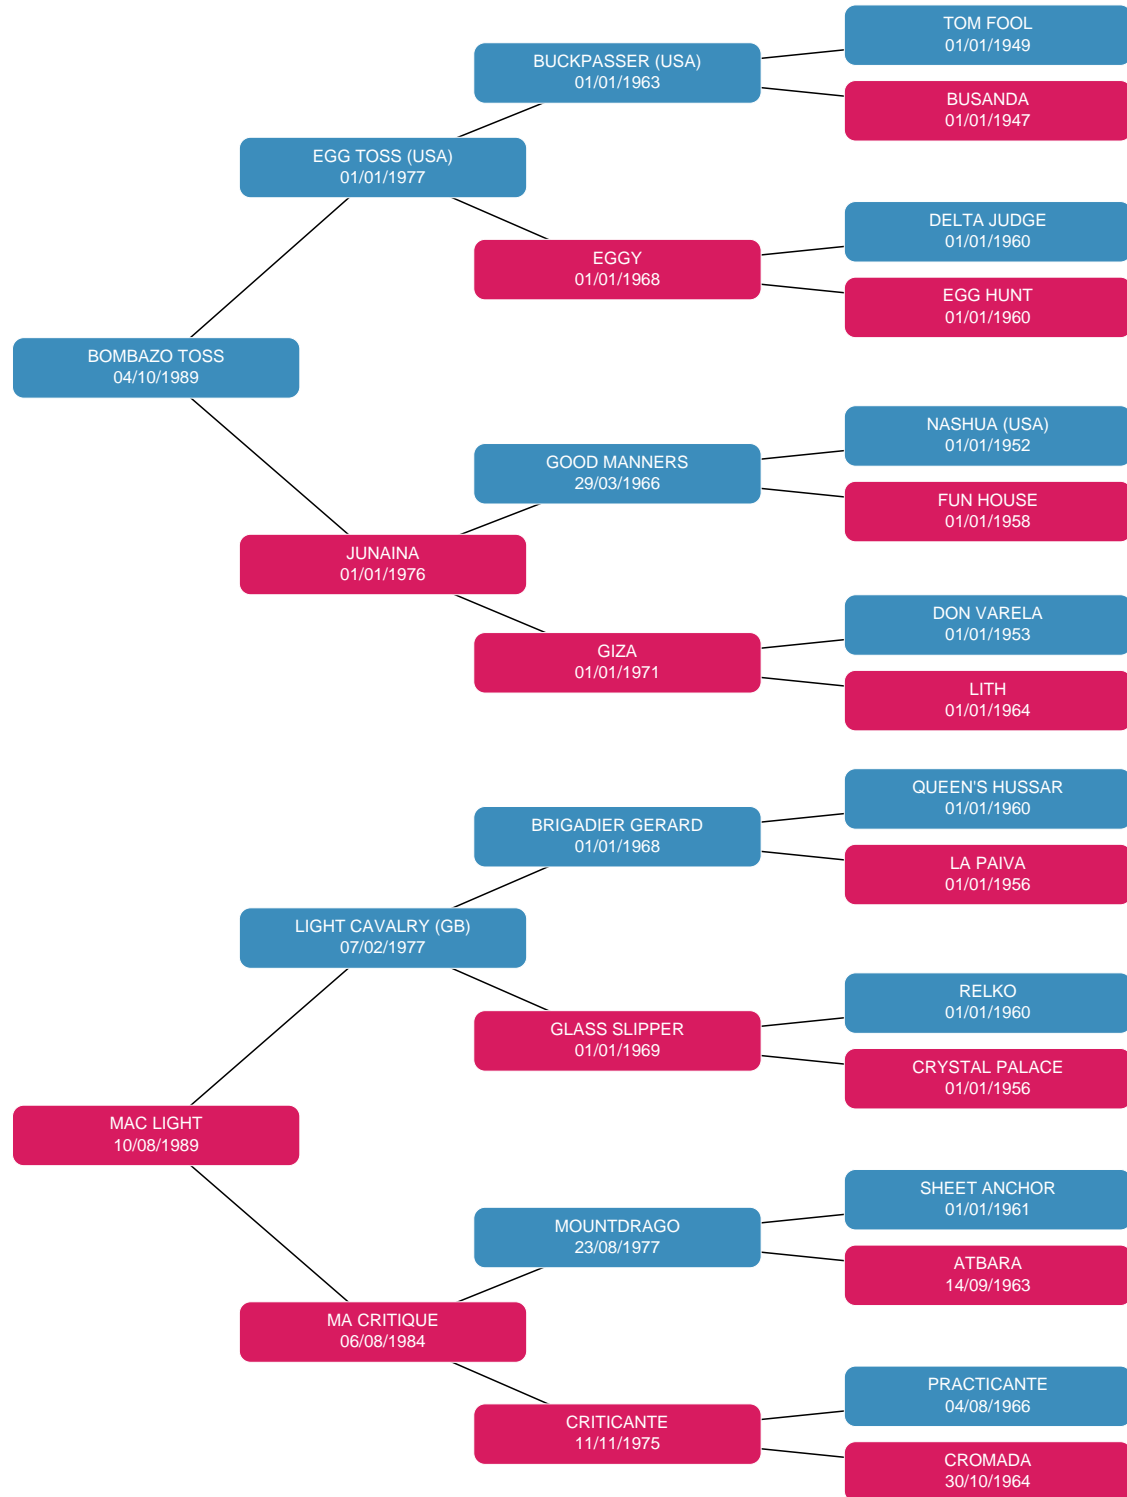 TOM FOOL
01/01/1949
BUCKPASSER (USA)
01/01/1963
BUSANDA
01/01/1947
EGG TOSS (USA)
01/01/1977
DELTA JUDGE
01/01/1960
EGGY
01/01/1968
EGG HUNT
01/01/1960
BOMBAZO TOSS
04/10/1989
NASHUA (USA)
01/01/1952
GOOD MANNERS
29/03/1966
FUN HOUSE
01/01/1958
JUNAINA
01/01/1976
DON VARELA
01/01/1953
GIZA
01/01/1971
LITH
01/01/1964
QUEEN'S HUSSAR
01/01/1960
BRIGADIER GERARD
01/01/1968
LA PAIVA
01/01/1956
LIGHT CAVALRY (GB)
07/02/1977
RELKO
01/01/1960
GLASS SLIPPER
01/01/1969
CRYSTAL PALACE
01/01/1956
MAC LIGHT
10/08/1989
SHEET ANCHOR
01/01/1961
MOUNTDRAGO
23/08/1977
ATBARA
14/09/1963
MA CRITIQUE
06/08/1984
PRACTICANTE
04/08/1966
CRITICANTE
11/11/1975
CROMADA
30/10/1964